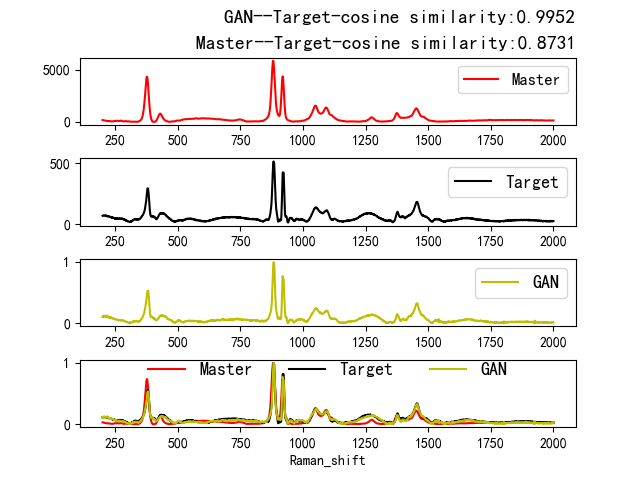 GAN--Target-cosine similarity:0.9952
Master--Target-cosine similarity:0.8731
5000
0
Master
250 500 750 1000 1250 1500 1750 2000
500
0
Target
250 500 750 1000 1250 1500 1750 2000
1
0
GAN
250 500 750 1000 1250 1500 1750 2000
1
0
Master Target GAN
250 500 750 1000 1250 1500 1750 2000
Raman_shift